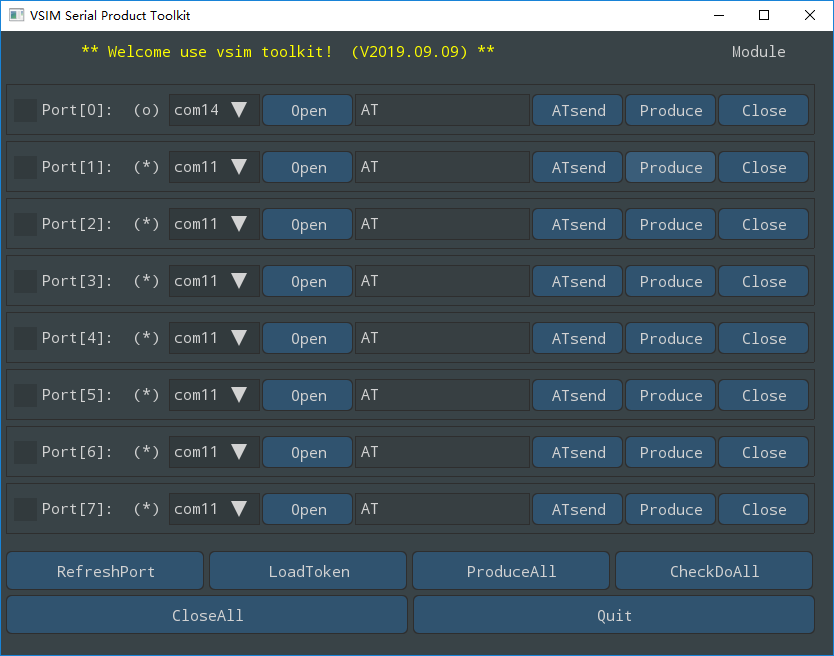 VSIM Serial Product Toolkit
** Welcome use vsim toolkit! (V2019.09.09) ** Module
Port[0]: (o) com14 Open AT ATsend Produce Close
Port[1]: (*) com11 Open AT ATsend Produce Close
Port[2]: (*) com11 Open AT ATsend Produce Close
Port[3]: (*) com11 Open AT ATsend Produce Close
Port[4]: (*) com11 Open AT ATsend Produce Close
Port[5]: (*) com11 Open AT ATsend Produce Close
Port[6]: (*) com11 Open AT ATsend Produce Close
Port[7]: (*) com11 Open AT ATsend Produce Close
RefreshPort LoadToken ProduceAll CheckDoAll
CloseAll Quit